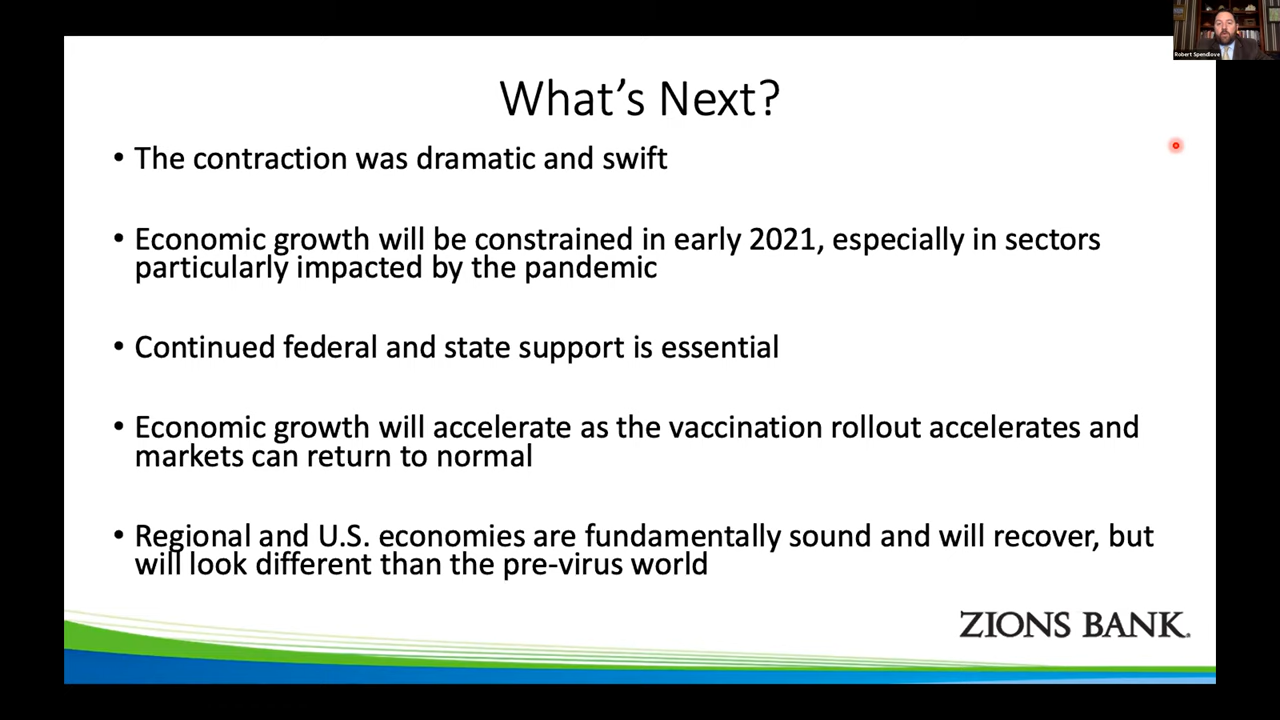 Robert Spendlove
What's Next?
• The contraction was dramatic and swift
• Economic growth will be constrained in early 2021, especially in sectors
particularly impacted by the pandemic
• Continued federal and state support is essential
• Economic growth will accelerate as the vaccination rollout accelerates and
markets can return to normal
• Regional and U.S. economies are fundamentally sound and will recover, but
will look different than the pre-virus world
ZIONS BANK.